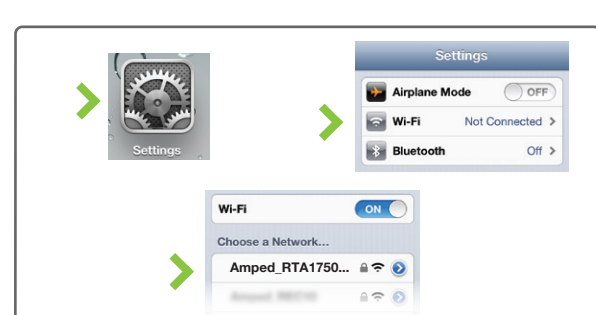 Settings
Settings
Airplane Mode OFF
Wi-Fi Not Connected
Bluetooth Off
Wi-Fi ON
Choose a Network...
Amped_RTA1750...